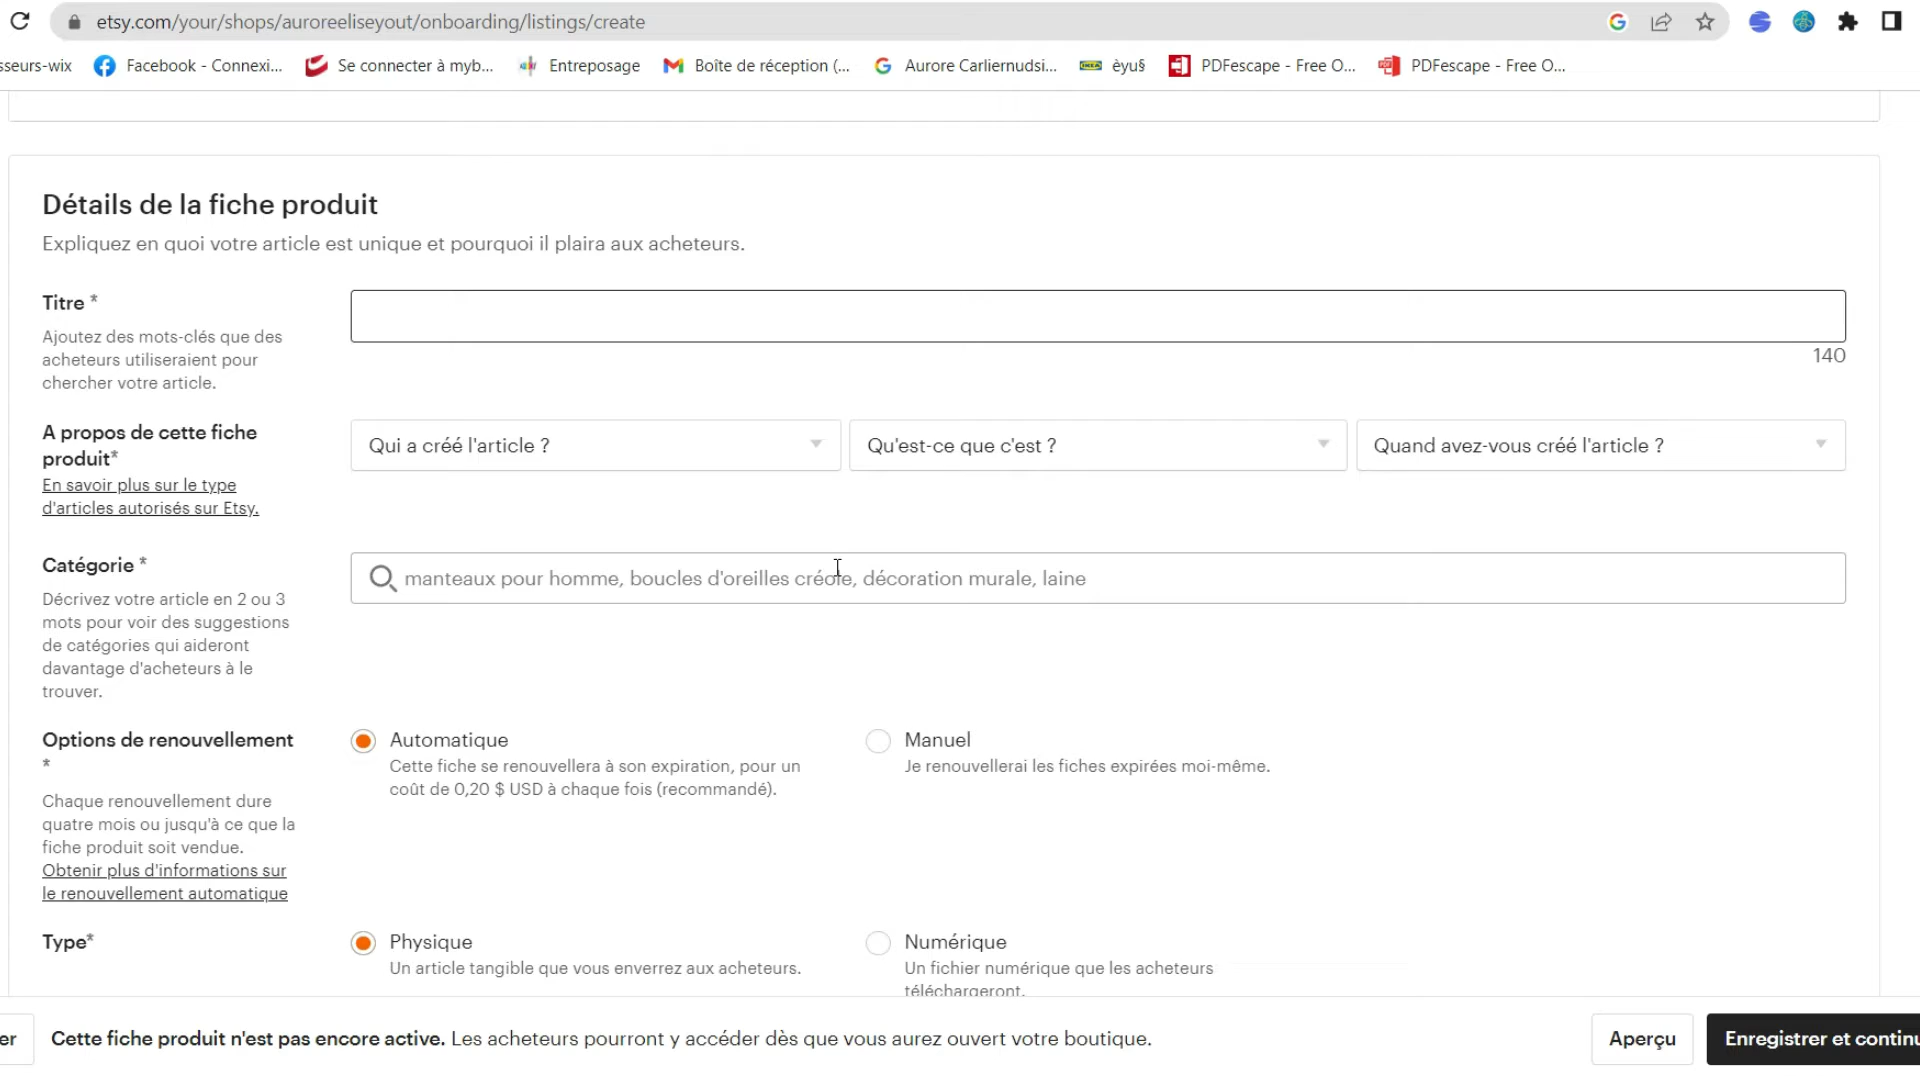 etsy.com/your/shops/auroreeliseyout/onboarding/listings/create
sseurs-wix Facebook - Connexi... Se connecter à myb... Entreposage Boîte de réception (... Aurore Carliernudsi... èyu§ PDFescape - Free O... PDFescape - Free O...
Détails de la fiche produit
Expliquez en quoi votre article est unique et pourquoi il plaira aux acheteurs.
Titre *
Ajoutez des mots-clés que des
acheteurs utiliseraient pour
chercher votre article.
140
A propos de cette fiche
produit*
En savoir plus sur le type
d'articles autorisés sur Etsy.
Qui a créé l'article ? Qu'est-ce que c'est ? Quand avez-vous créé l'article ?
Catégorie *
Décrivez votre article en 2 ou 3
mots pour voir des suggestions
de catégories qui aideront
davantage d'acheteurs à le
trouver.
manteaux pour homme, boucles d'oreilles créole, décoration murale, laine
Options de renouvellement
*
Chaque renouvellement dure
quatre mois ou jusqu'à ce que la
fiche produit soit vendue.
Obtenir plus d'informations sur
le renouvellement automatique
Automatique
Cette fiche se renouvellera à son expiration, pour un
coût de 0,20 $ USD à chaque fois (recommandé).
Manuel
Je renouvellerai les fiches expirées moi-même.
Type*
Physique
Un article tangible que vous enverrez aux acheteurs.
Numérique
Un fichier numérique que les acheteurs
téléchargeront.
er
Cette fiche produit n'est pas encore active. Les acheteurs pourront y accéder dès que vous aurez ouvert votre boutique.
Aperçu
Enregistrer et continu